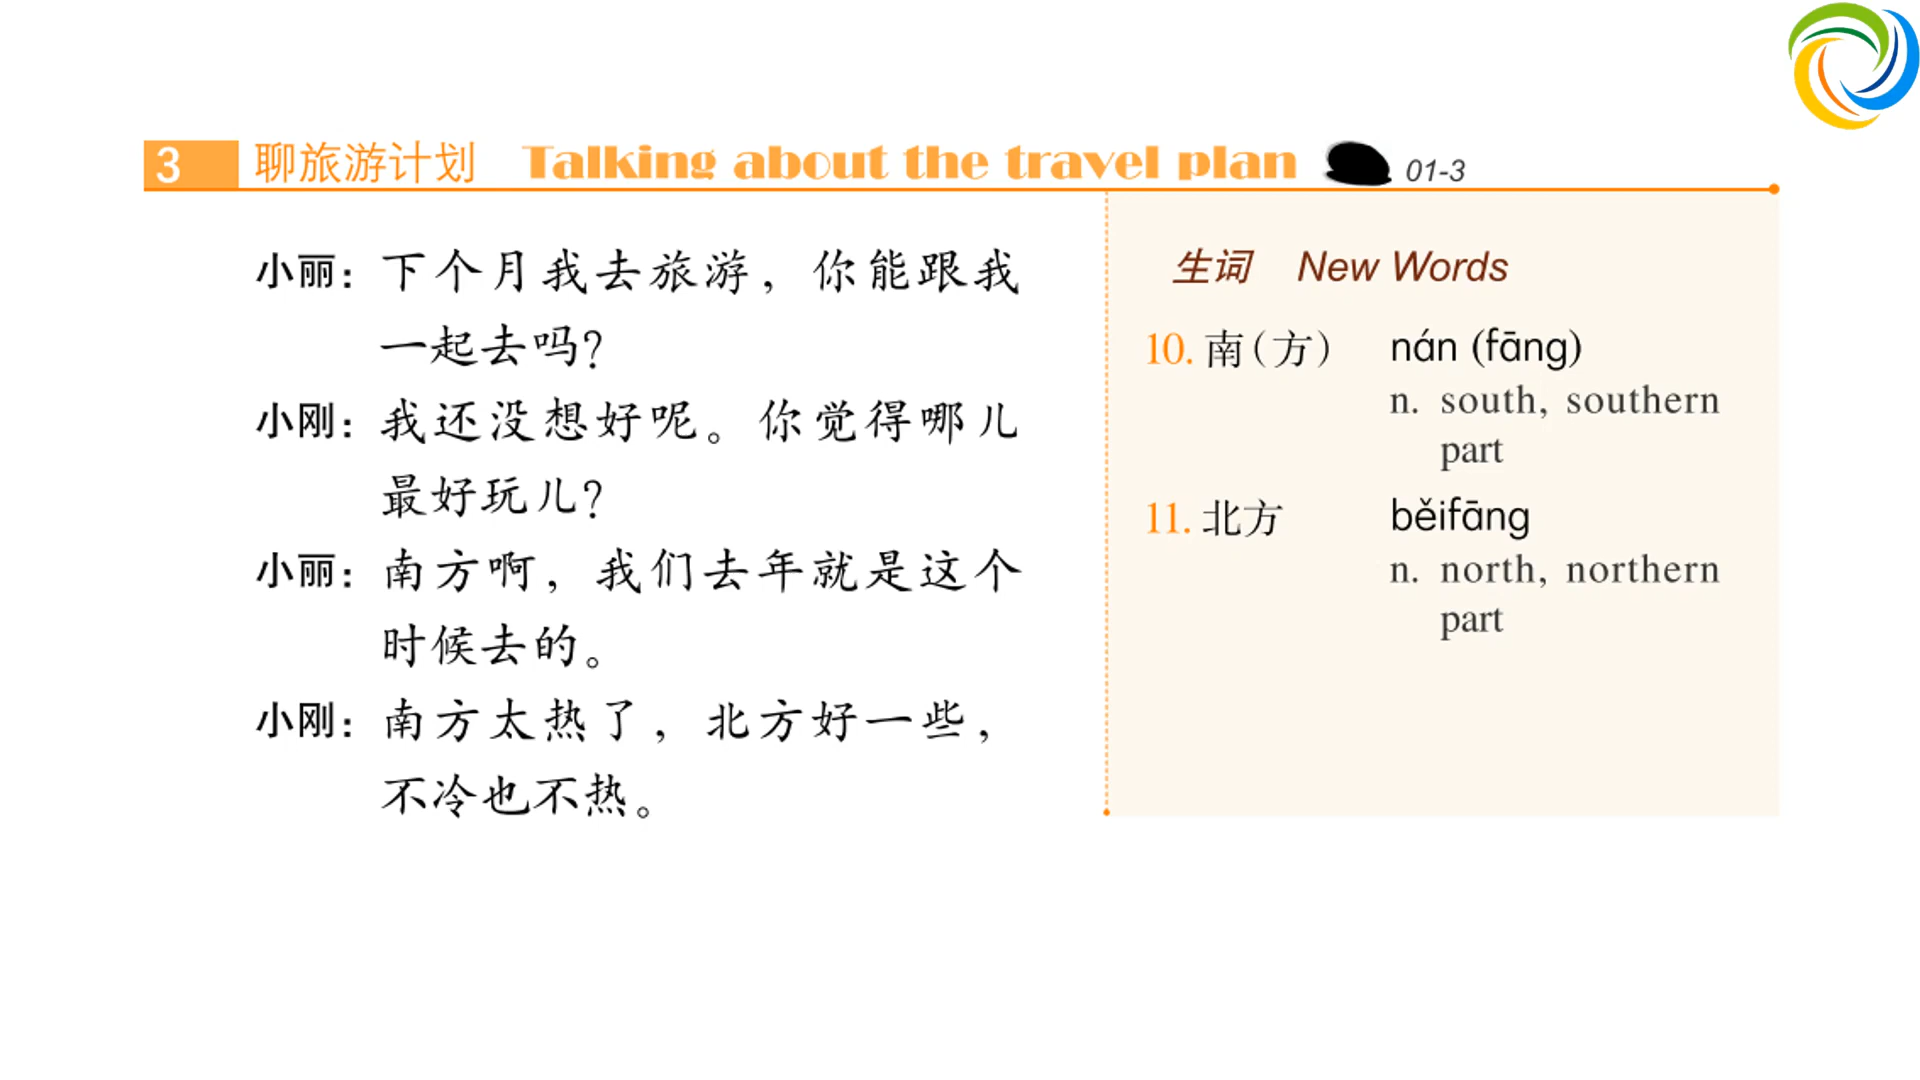 3 聊旅游计划 Talking about the travel plan 01-3
小丽：下个月我去旅游，你能跟我
一起去吗？
小刚：我还没想好呢。你觉得哪儿
最好玩儿？
小丽：南方啊，我们去年就是这个
时候去的。
小刚：南方太热了，北方好一些，
不冷也不热。
生词 New Words
10. 南（方） nán (fāng)
n. south, southern
part
11. 北方 běifāng
n. north, northern
part